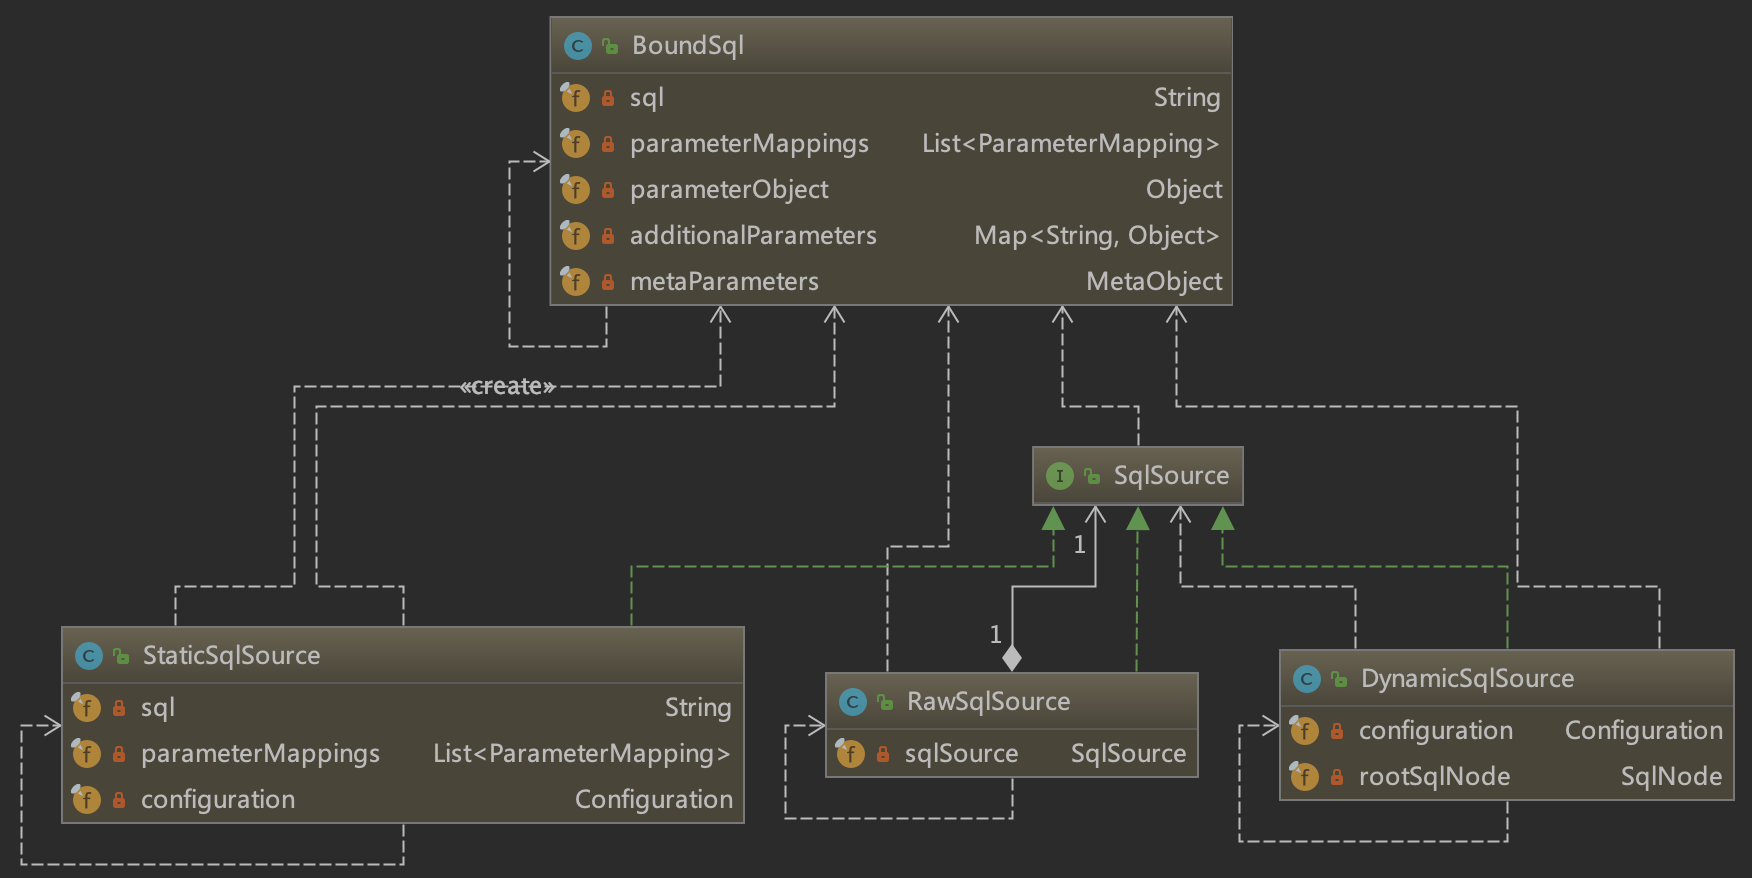 C BoundSql
f sql String
f parameterMappings List<ParameterMapping>
f parameterObject Object
f additionalParameters Map<String, Object>
f metaParameters MetaObject
«create»
I SqlSource
1
1
C StaticSqlSource
f sql String
f parameterMappings List<ParameterMapping>
f configuration Configuration
C RawSqlSource
f sqlSource SqlSource
C DynamicSqlSource
f configuration Configuration
f rootSqlNode SqlNode